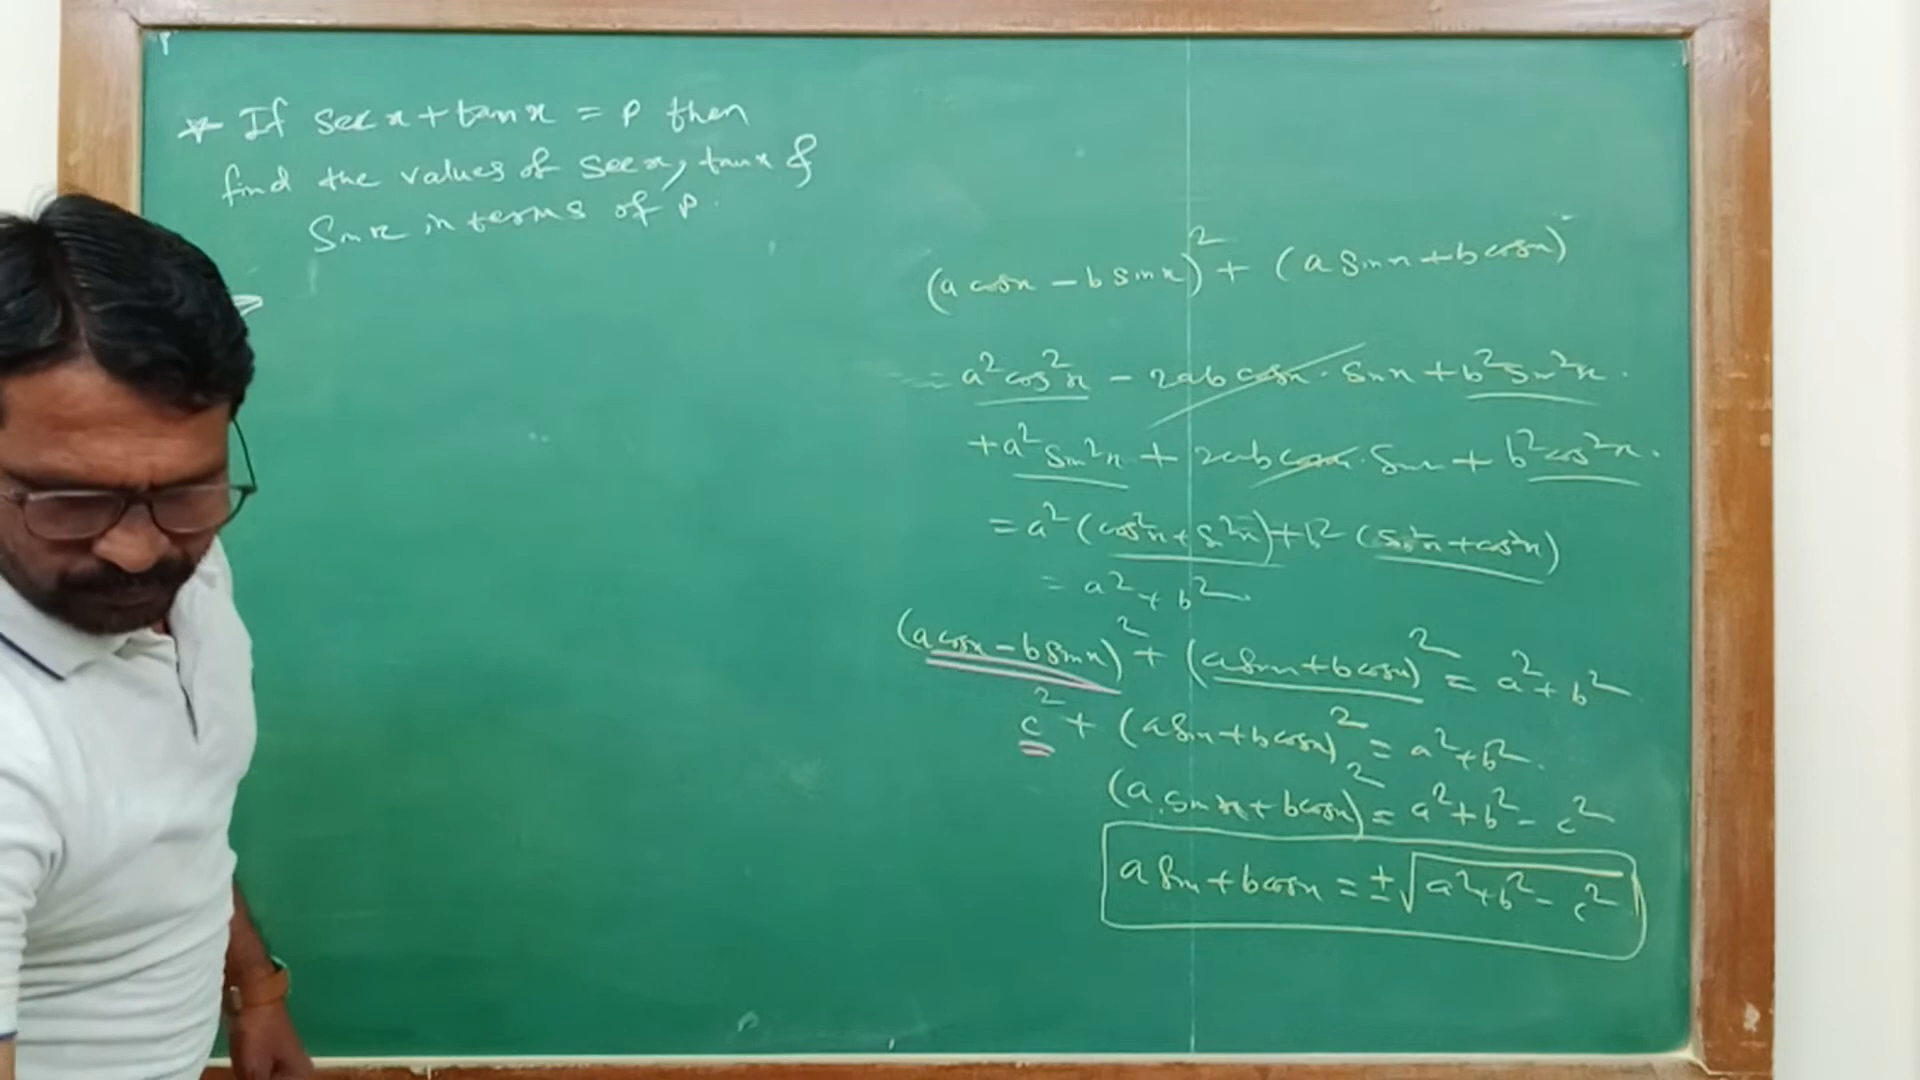 * If sec x + tan x = p then
find the values of sec x, tan x &
Sin x in terms of p.
(a cos x - b sin x)² + (a sin x + b cos x)
= a² cos² x - 2ab cos x · sin x + b² sin² x.
+ a² sin² x + 2ab cos x · sin x + b² cos² x.
= a² (cos² x + s² x) + b² (sin² x + cos² x)
= a² + b²
(a cos x - b sin x)² + (a sin x + b cos x)² = a² + b²
c² + (a sin x + b cos x)² = a² + b².
(a sin x + b cos x)² = a² + b² - c²
a sin x + b cos x = ±√(a² + b² - c²)